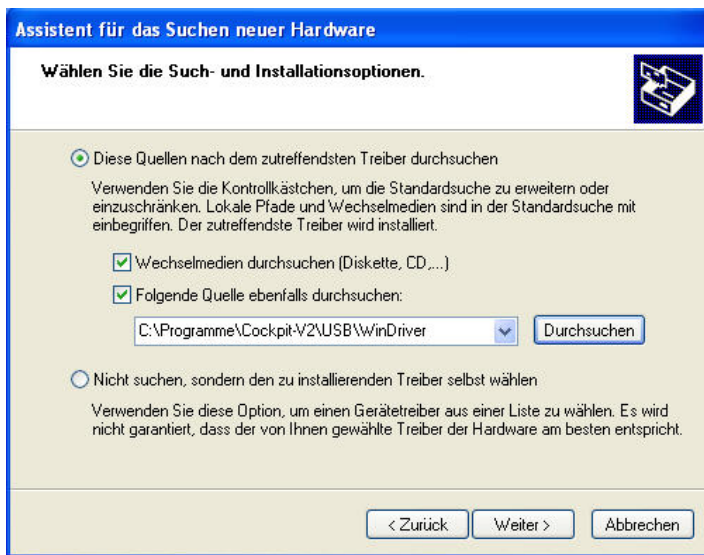 Assistent für das Suchen neuer Hardware
Wählen Sie die Such- und Installationsoptionen.
Diese Quellen nach dem zutreffendsten Treiber durchsuchen
Verwenden Sie die Kontrollkästchen, um die Standardsuche zu erweitern oder
einzuschränken. Lokale Pfade und Wechselmedien sind in der Standardsuche mit
einbegriffen. Der zutreffendste Treiber wird installiert.
Wechselmedien durchsuchen (Diskette, CD,...)
Folgende Quelle ebenfalls durchsuchen:
C:\Programme\Cockpit-V2\USB\WinDriver Durchsuchen
Nicht suchen, sondern den zu installierenden Treiber selbst wählen
Verwenden Sie diese Option, um einen Gerätetreiber aus einer Liste zu wählen. Es wird
nicht garantiert, dass der von Ihnen gewählte Treiber der Hardware am besten entspricht.
< Zurück Weiter > Abbrechen